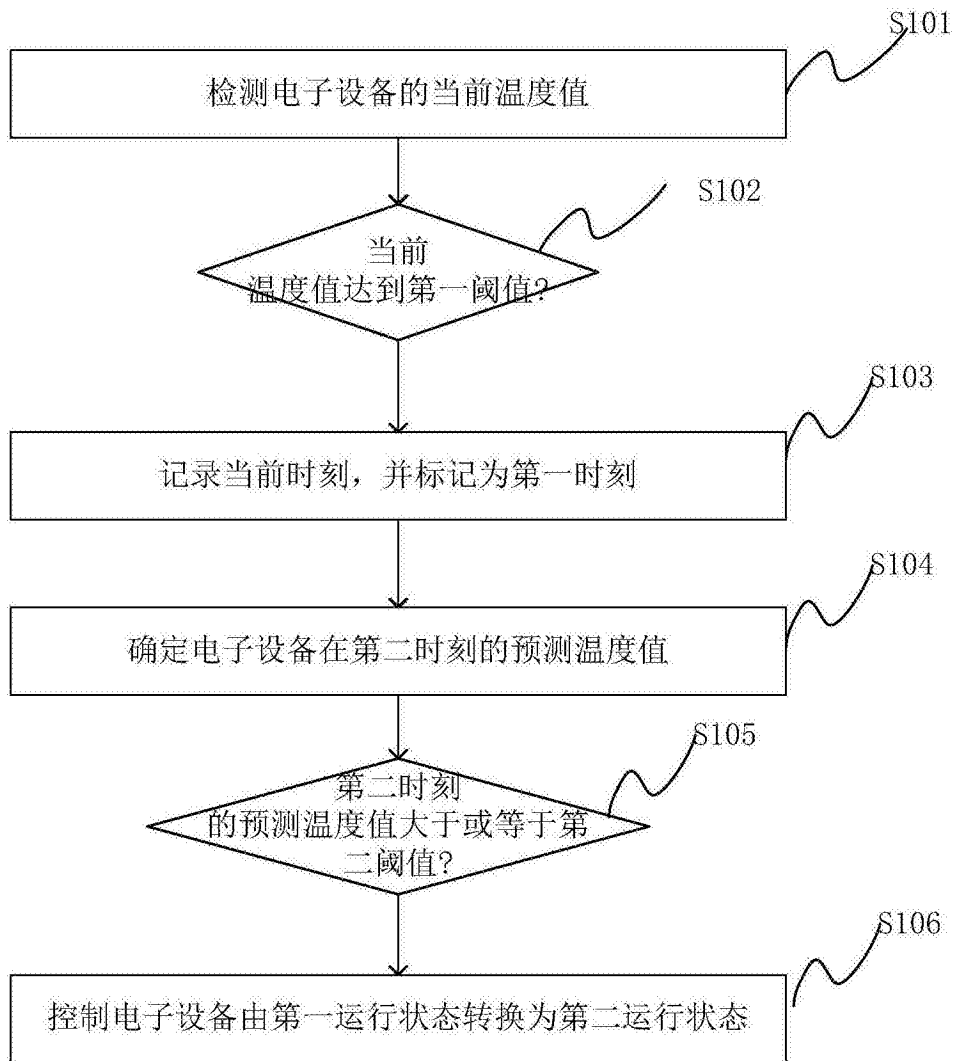 S101
检测电子设备的当前温度值
S102
当前
温度值达到第一阈值?
S103
记录当前时刻，并标记为第一时刻
S104
确定电子设备在第二时刻的预测温度值
S105
第二时刻
的预测温度值大于或等于第
二阈值?
S106
控制电子设备由第一运行状态转换为第二运行状态